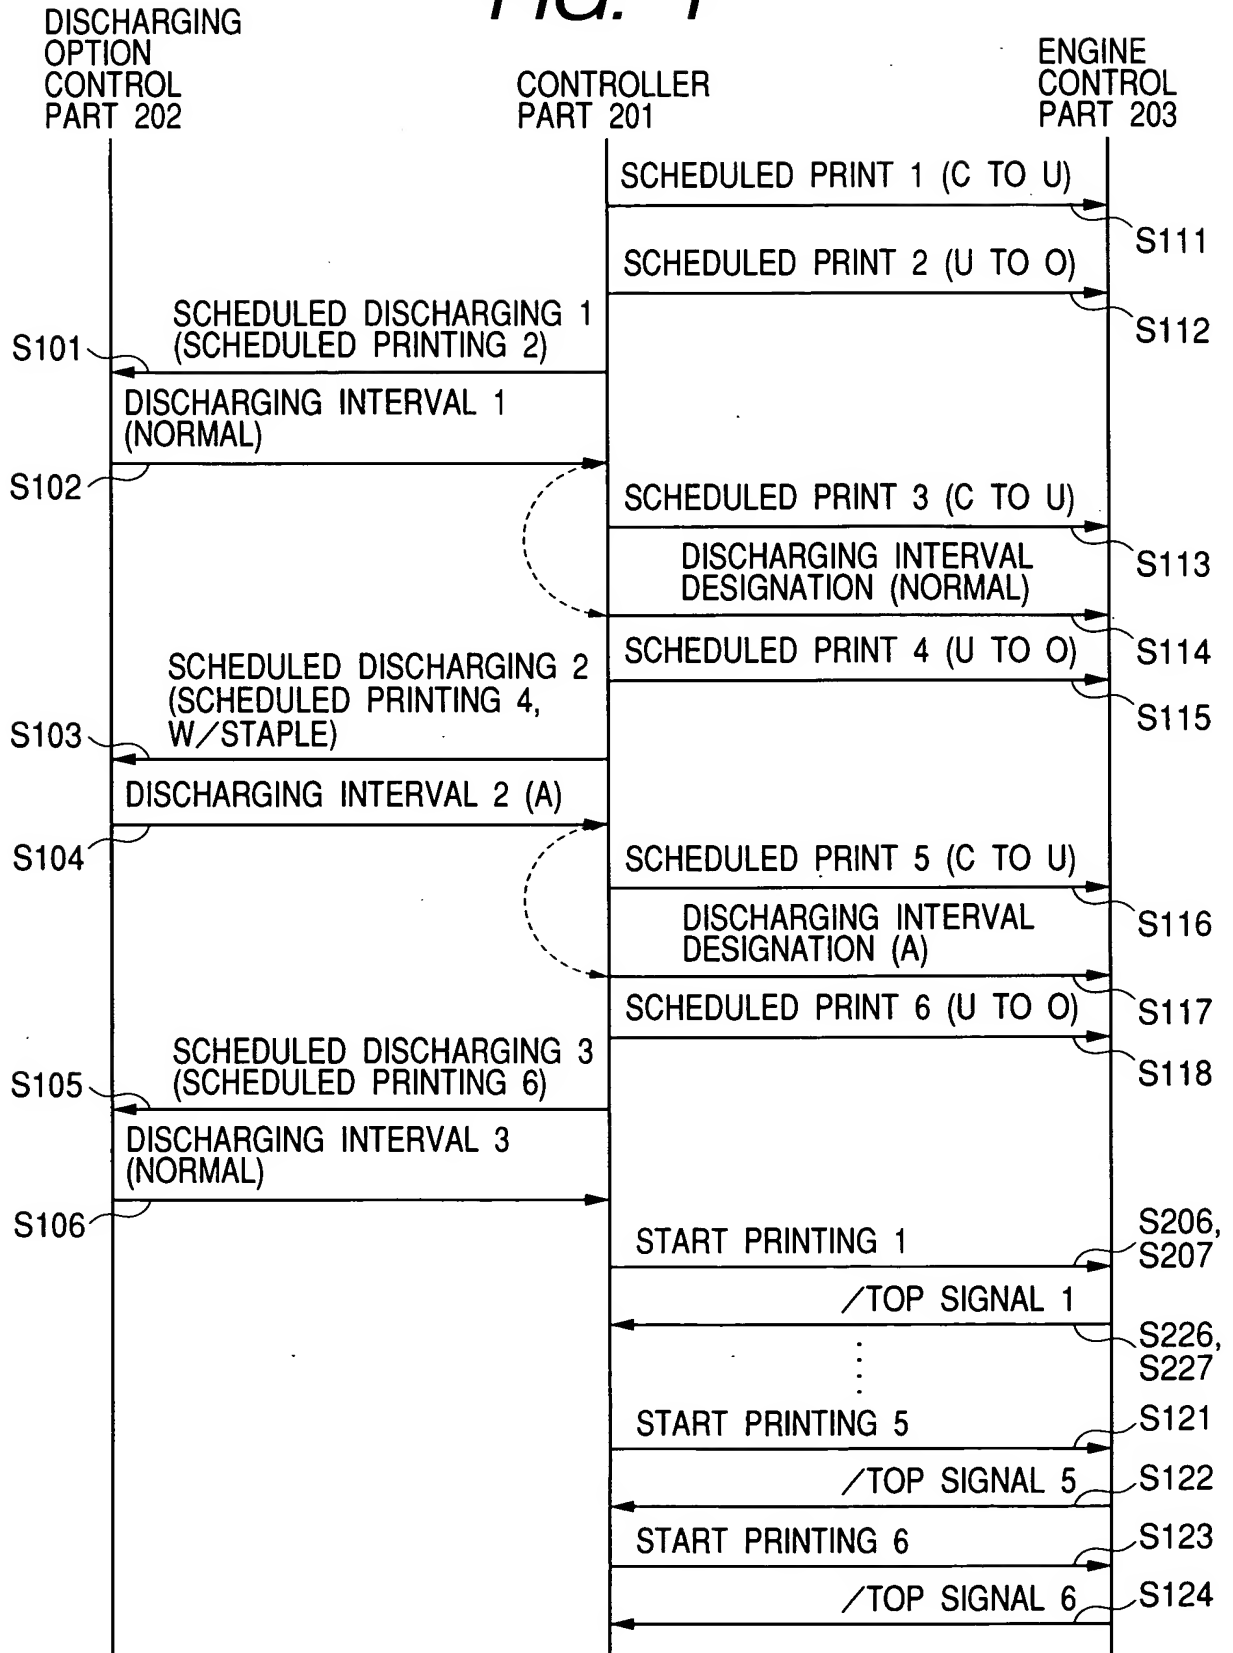 FIG. 1
DISCHARGING
OPTION
CONTROL
PART 202
CONTROLLER
PART 201
ENGINE
CONTROL
PART 203
SCHEDULED PRINT 1 (C TO U)
S111
SCHEDULED PRINT 2 (U TO O)
S112
SCHEDULED DISCHARGING 1
(SCHEDULED PRINTING 2)
S101
DISCHARGING INTERVAL 1
(NORMAL)
S102
SCHEDULED PRINT 3 (C TO U)
S113
DISCHARGING INTERVAL
DESIGNATION (NORMAL)
S114
SCHEDULED PRINT 4 (U TO O)
S115
SCHEDULED DISCHARGING 2
(SCHEDULED PRINTING 4,
W/STAPLE)
S103
DISCHARGING INTERVAL 2 (A)
S104
SCHEDULED PRINT 5 (C TO U)
S116
DISCHARGING INTERVAL
DESIGNATION (A)
S117
SCHEDULED PRINT 6 (U TO O)
S118
SCHEDULED DISCHARGING 3
(SCHEDULED PRINTING 6)
S105
DISCHARGING INTERVAL 3
(NORMAL)
S106
START PRINTING 1
S206,
S207
/TOP SIGNAL 1
S226,
S227
START PRINTING 5
S121
/TOP SIGNAL 5
S122
START PRINTING 6
S123
/TOP SIGNAL 6
S124